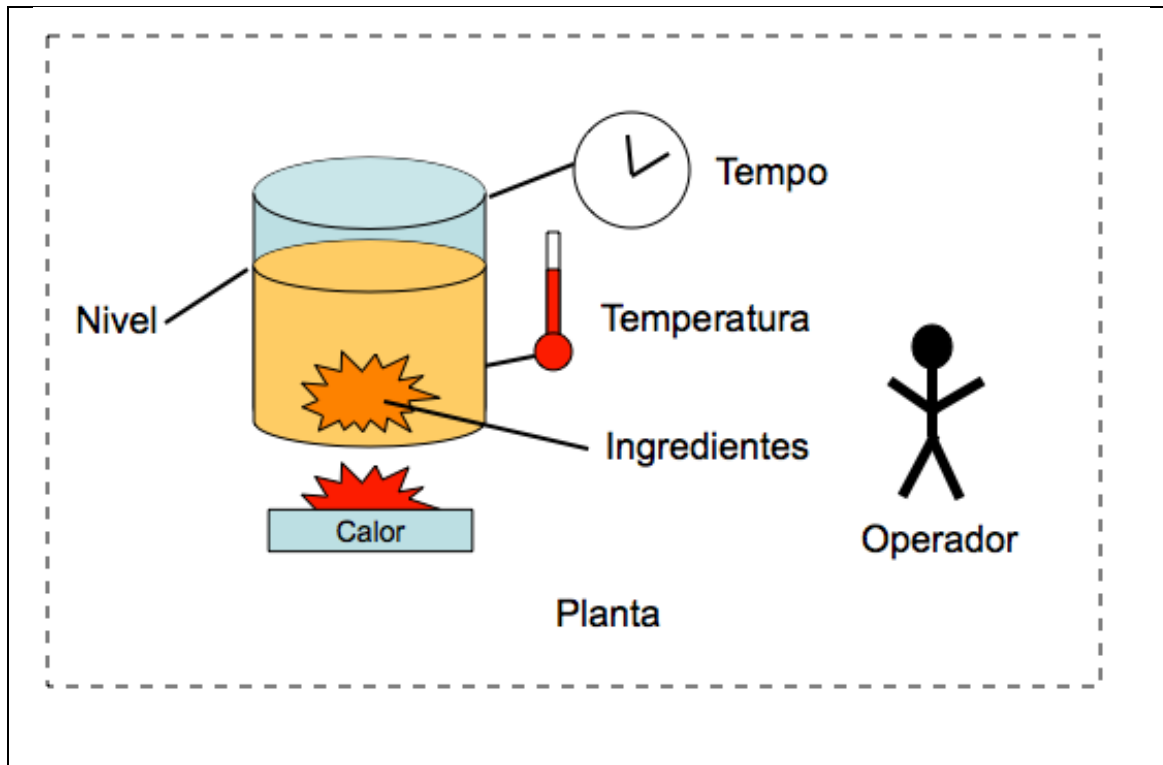 Tempo
Nivel
Temperatura
Ingredientes
Calor
Operador
Planta